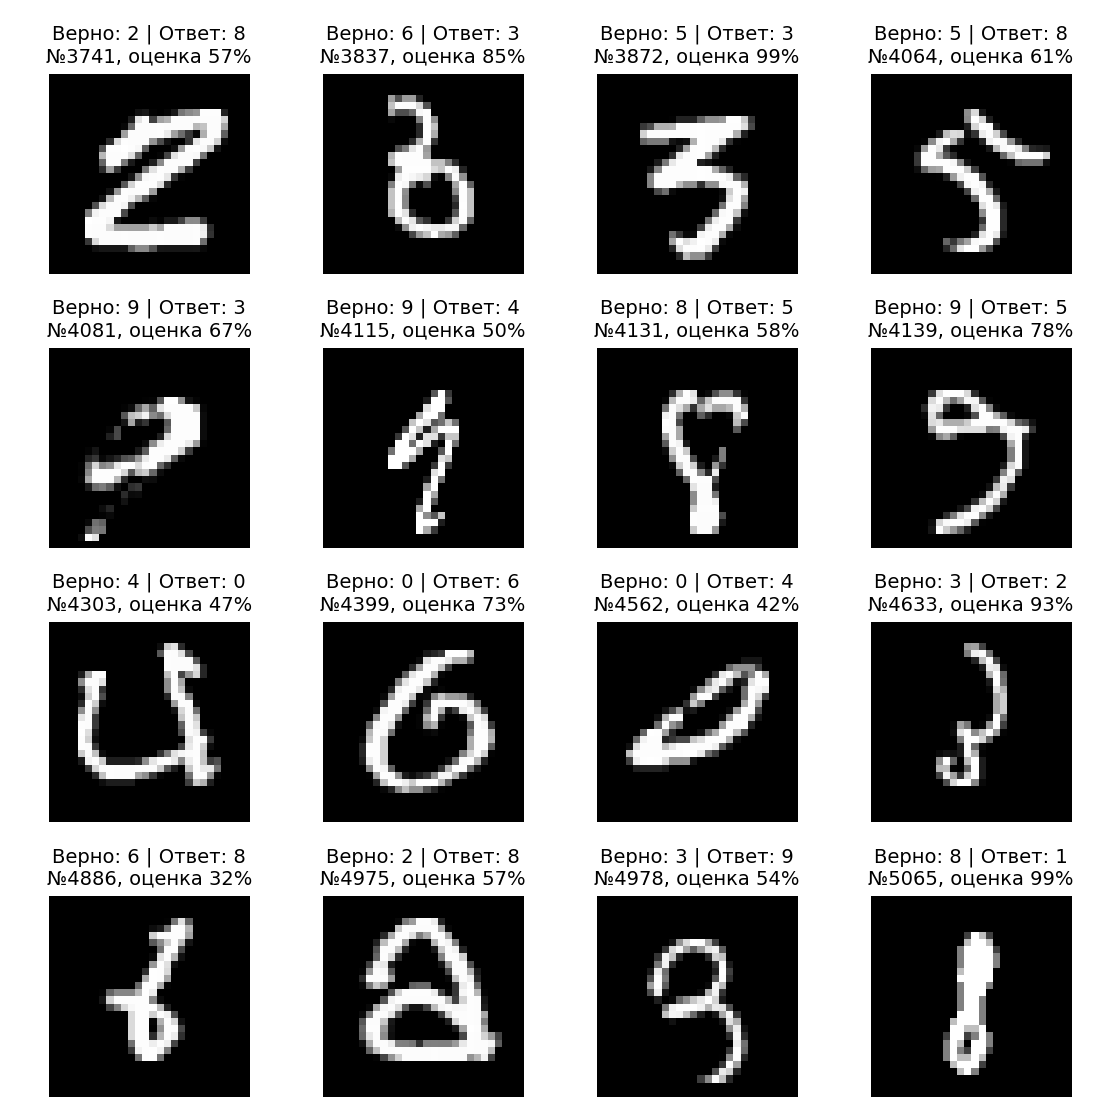 Верно: 2 | Ответ: 8
№3741, оценка 57%
Верно: 6 | Ответ: 3
№3837, оценка 85%
Верно: 5 | Ответ: 3
№3872, оценка 99%
Верно: 5 | Ответ: 8
№4064, оценка 61%
Верно: 9 | Ответ: 3
№4081, оценка 67%
Верно: 9 | Ответ: 4
№4115, оценка 50%
Верно: 8 | Ответ: 5
№4131, оценка 58%
Верно: 9 | Ответ: 5
№4139, оценка 78%
Верно: 4 | Ответ: 0
№4303, оценка 47%
Верно: 0 | Ответ: 6
№4399, оценка 73%
Верно: 0 | Ответ: 4
№4562, оценка 42%
Верно: 3 | Ответ: 2
№4633, оценка 93%
Верно: 6 | Ответ: 8
№4886, оценка 32%
Верно: 2 | Ответ: 8
№4975, оценка 57%
Верно: 3 | Ответ: 9
№4978, оценка 54%
Верно: 8 | Ответ: 1
№5065, оценка 99%